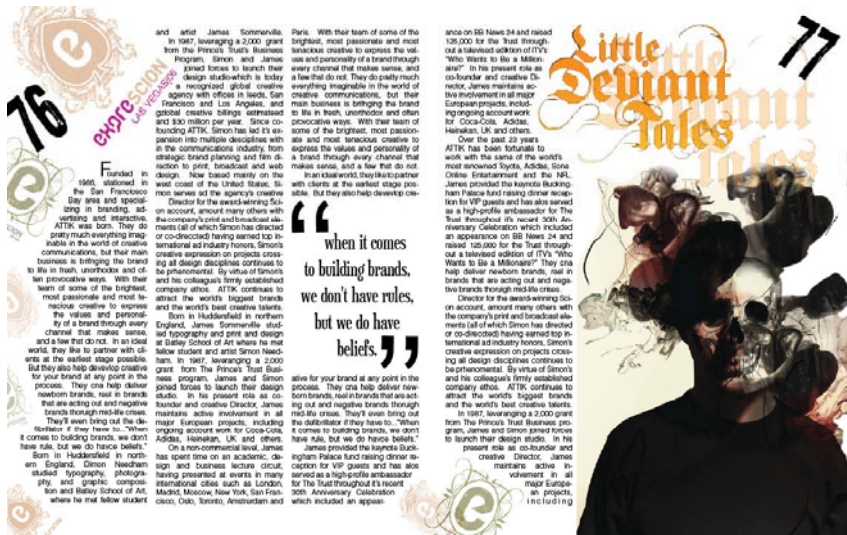 76
expreSCION
LAS VEGAS06
Founded in
1986, stationed in
the San Franciosco
Bay area and special-
izing in branding, ad-
vertising and interactive,
ATTIK was born. They do
pretty much everything imag-
inable in the world of creative
communications, but their main
business is britnging the brand
to life in fresh, unorthodox and of-
ten provocative ways. With their
team of some of the brightest,
most passionate and most te-
nacious creative to express
the values and personal-
ity of a brand through every
channel that makes sense,
and a few that do not. In an ideal
world, they like to partner with cli-
ents at the earliest stage possible.
But they also help devevlop creative
for your brand at any point in the
process. They cna help deliver
newborn brands, reel in brands
that are acting out and negative
brands thorugh mid-life crises.
They'll even bring out the de-
fibrillator if they have to..."When
it comes to building brands, we don't
have rule, but we do havce beliefs."
Born in Huddersfield in north-
ern England, Dimon Needham
studied typography, photogra-
phy, and graphic composi-
tion and Batley School of Art,
where he met fellow student
and artist James Sommerville.
In 1987, leveraging a 2,000 grant
from the Prince's Trust's Business
Program, Simon and James
joined forces to launch their
design studio-which is today
a recognized global creative
agency with offices in leeds, San
Francisco and Los Angeles, and
gzlobal creative billings estimatsed
and $30 million per year. Since co-
founding ATTIK. Simon has led it's ex-
pansion into multiple desciplines with
in the communications industry, from
strategic brand planning and film di-
rection to print, broadcast and web
design. Now based mainly on the
west coast of the United States, Si-
mon serves sd the agency's creative
Director for the award-winning Sci-
on account, amount many others with
the company's print and broadcast ele-
ments (all of which Simon has directed
or co-direccted) having earned top in-
ternational ad industry honors, Simon's
creative expression on projects cross-
ing all design disciplines continues to
be phenomental. By virtue of Simon's
and his colleague's firmly established
company ethos. ATTIK continues to
attract the world's biggest brands
and the world's best creative talents.
Born in Huddersfield in northern
England, James Sommerville stud-
ied typography and print and design
at Batley School of Art where he met
fellow student and artist Simon Need-
ham. In 1987, leveraging a 2,000
grant from The Prince's Trust Busi-
ness program, James and Simon
joined forces to launch their design
studio. In his present role as co-
founder and creative Director, James
maintains active involvement in all
major European projects, including
ongoing account work for Coca-Cola,
Adidas, Heinekan, UK and others.
On a non-commercial level, James
has spent time on an academic, de-
sign and business lecture circuit,
having presented at events in many
international cities such as London,
Madrid, Moscow, New York, San Fran-
cisco, Oslo, Toronto, Amstredam and
Paris. With their team of some of the
brightest, most passionate and most
tenacious creative to express the val-
ues and personality of a brand through
every channel that makes sense, and
a few that do not. They do pretty much
everything imaginable in the world of
creative communications, but their
main business is britnging the brand
to life in fresh, unorthodox and often
provocative ways. With their team of
some of the brightest, most passion-
ate and most tenacious creative to
express the values and personality of
a brand through every channel that
makes sense, and a few that do not.
In an ideal world, they like to partner
with clients at the earliest stage pos-
sible. But they also help devevlop cre-
“
when it comes
to building brands,
we don't have rules,
but we do have
beliefs. ”
ative for your brand at any point in the
process. They cna help deliver new-
born brands, reel in brands that are act-
ing out and negative brands thorugh
mid-life crises. They'll even bring out
the defibrillator if they have to..."When
it comes to building brands, we don't
have rule, but we do havce beliefs."
James provided the keynote Buck-
ingham Palace fund raising dinner re-
ception for VIP guests and has alos
served as a high-profile ambassador
for The Trust throughout it's recent
30th Anniversary Celebration
which included an appear-
ance on BB News 24 and raised
125,000 for the Trust through-
out a televised edition of ITV's
"Who Wants to Be a Million-
aire?" In his present role as
co-founder and creative Di-
rector, James maintains ac-
tive involvement in all major
European projects, includ-
ing ongoing account work
for Coca-Cola, Adidas,
Heinekan, UK and others.
Over the past 23 years
ATTIK has been fortunate to
work with the same of the world's
most renowned Toyota, Adidas, Sone
Online Entertainment and the NFL.
James provided the keynote Bucking-
ham Palace fund raising dinner recep-
tion for VIP guests and has alos served
as a high-profile ambassador for The
Trust throughout it's recent 30th An-
niversary Celebration which included
an appearance on BB News 24 and
raised 125,000 for the Trust through-
out a televised edition of ITV's "Who
Wants to Be a Millionaire?" They cna
help deliver newborn brands, reel in
brands that are acting out and nega-
tive brands thorugh mid-life crises.
Director for the award-winning Sci-
on account, amount many others with
the company's print and broadcast ele-
ments (all of which Simon has directed
or co-direccted) having earned top in-
ternational ad industry honors, Simon's
creative expression on projects cross-
ing all design disciplines continues to
be prhenomental. By virtue of Simon's
and his colleague's firmly established
company ethos. ATTIK continues to
attract the world's biggest brands
and the world's best creative talents.
In 1987, leveraging a 2,000 grant
from The Prince's Trust Business pro-
gram, James and Simon joined forces
to launch their design studio. In his
present role as co-founder and
creative Director, James
maintains active in-
volvement in all
major Europe-
an projects,
including
Little
Deviant
Tales
77